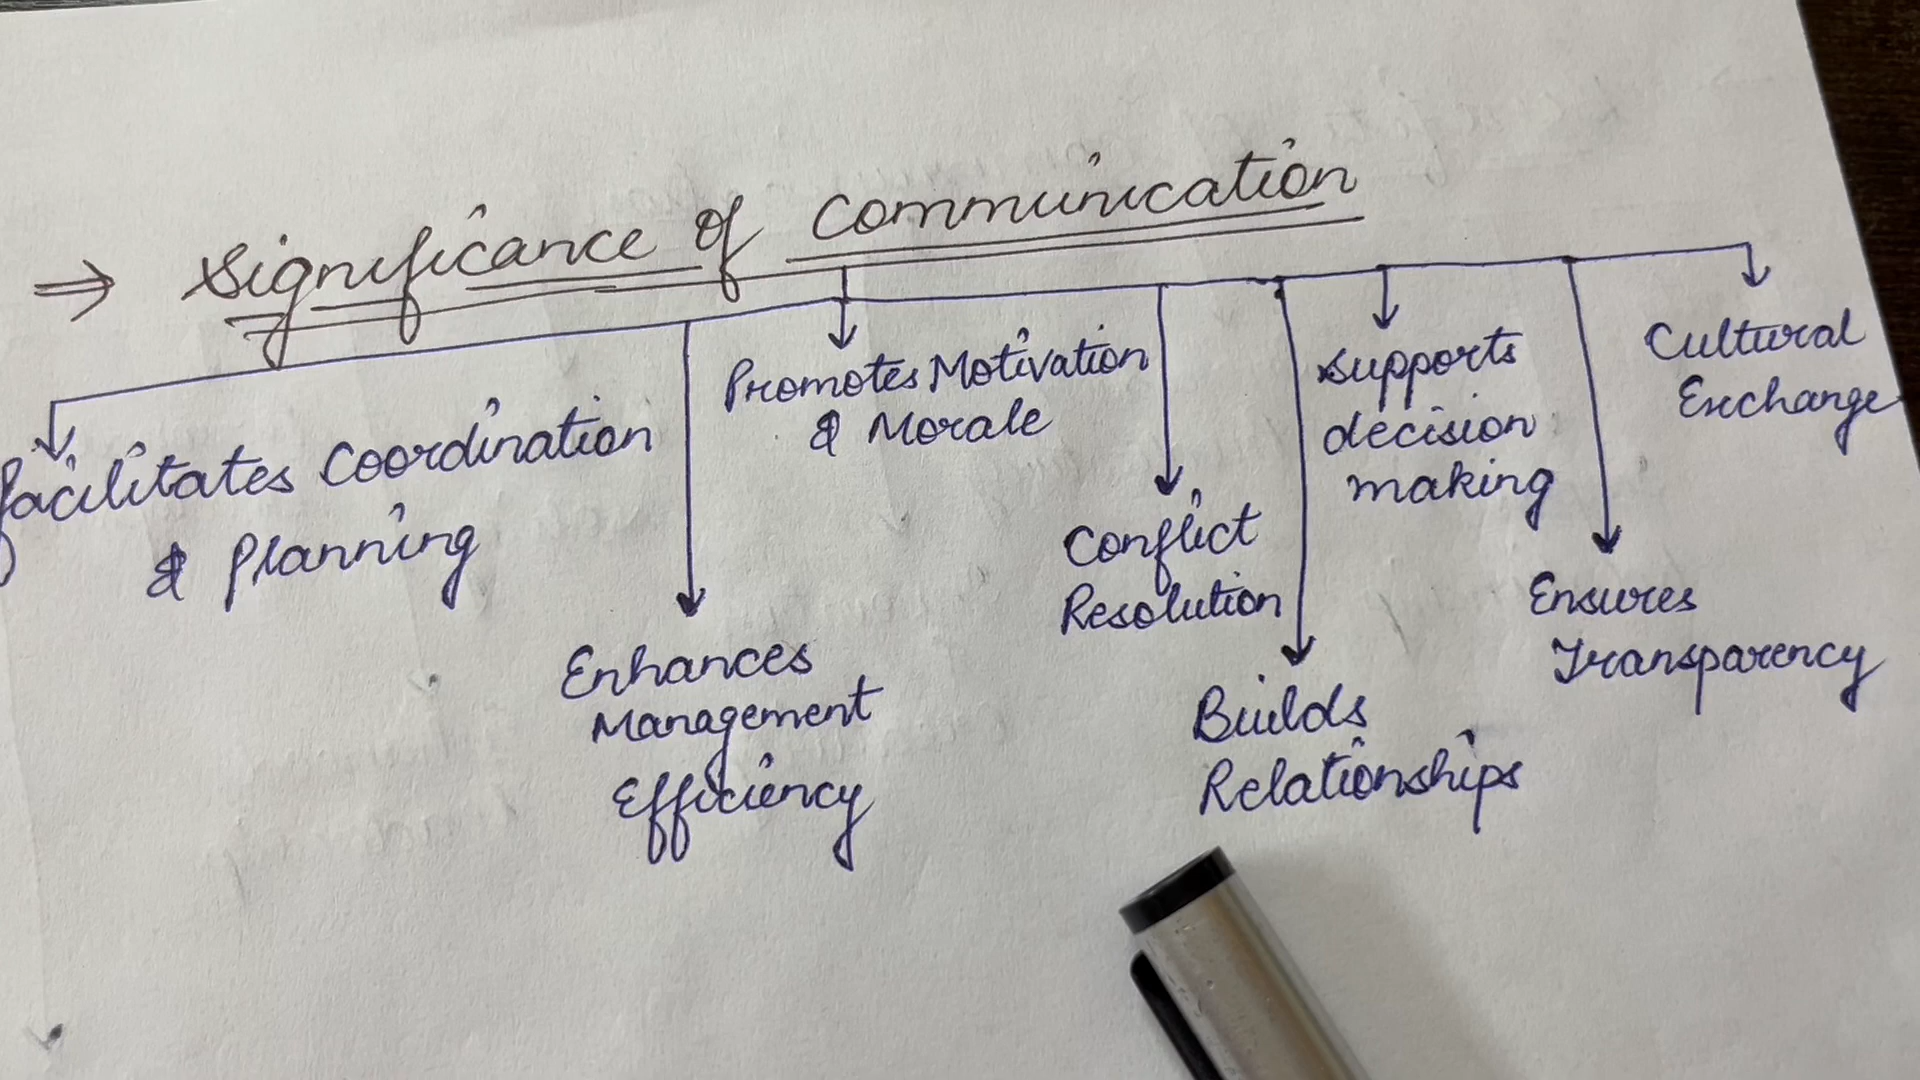 ⇒ Significance of Communication
Facilitates Coordination
& Planning
Enhances
Management
Efficiency
Promotes Motivation
& Morale
Conflict
Resolution
Builds
Relationships
Supports
decision
making
Ensures
Transparency
Cultural
Exchange